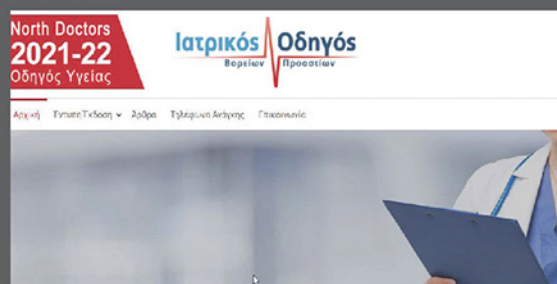 North Doctors
2021-22
Οδηγός Υγείας
Ιατρικός Οδηγός
Βορείων Προαστίων
Αρχική Έντυπη Έκδοση Άρθρα Τηλέφωνα Ανάγκης Επικοινωνία